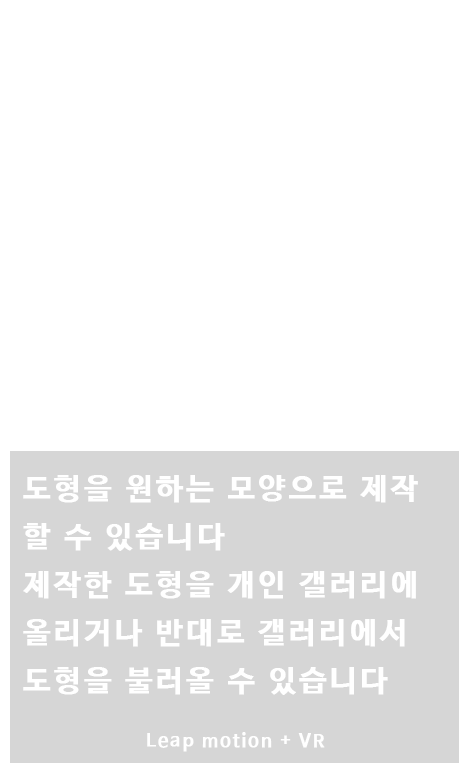 도형을 원하는 모양으로 제작
할 수 있습니다
제작한 도형을 개인 갤러리에
올리거나 반대로 갤러리에서
도형을 불러올 수 있습니다
Leap motion + VR